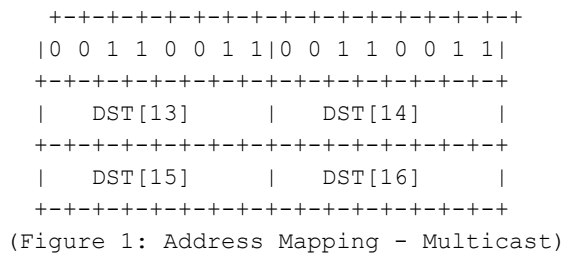 +-+-+-+-+-+-+-+-+-+-+-+-+-+-+-+-+
|0 0 1 1 0 0 1 1|0 0 1 1 0 0 1 1|
+-+-+-+-+-+-+-+-+-+-+-+-+-+-+-+-+
| DST[13] | DST[14] |
+-+-+-+-+-+-+-+-+-+-+-+-+-+-+-+-+
| DST[15] | DST[16] |
+-+-+-+-+-+-+-+-+-+-+-+-+-+-+-+-+
(Figure 1: Address Mapping - Multicast)